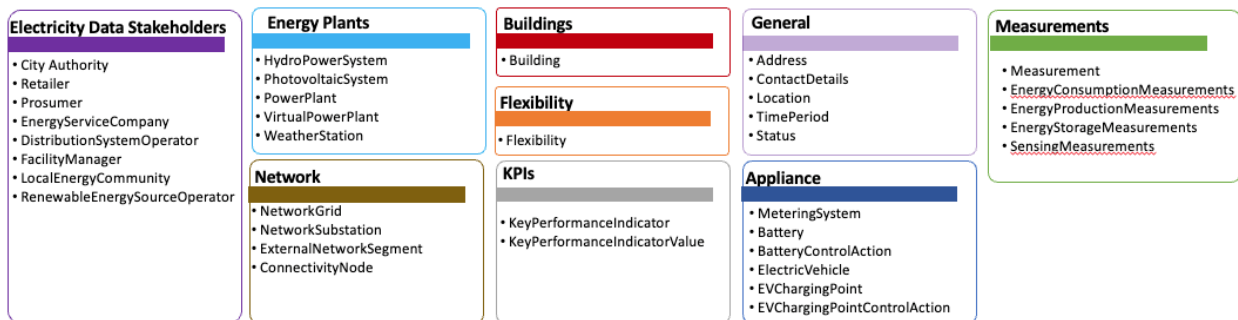 Electricity Data Stakeholders
• City Authority
• Retailer
• Prosumer
• EnergyServiceCompany
• DistributionSystemOperator
• FacilityManager
• LocalEnergyCommunity
• RenewableEnergySourceOperator
Energy Plants
• HydroPowerSystem
• PhotovoltaicSystem
• PowerPlant
• VirtualPowerPlant
• WeatherStation
Network
• NetworkGrid
• NetworkSubstation
• ExternalNetworkSegment
• ConnectivityNode
Buildings
• Building
Flexibility
• Flexibility
KPIs
• KeyPerformanceIndicator
• KeyPerformanceIndicatorValue
General
• Address
• ContactDetails
• Location
• TimePeriod
• Status
Appliance
• MeteringSystem
• Battery
• BatteryControlAction
• ElectricVehicle
• EVChargingPoint
• EVChargingPointControlAction
Measurements
• Measurement
• EnergyConsumptionMeasurements
• EnergyProductionMeasurements
• EnergyStorageMeasurements
• SensingMeasurements